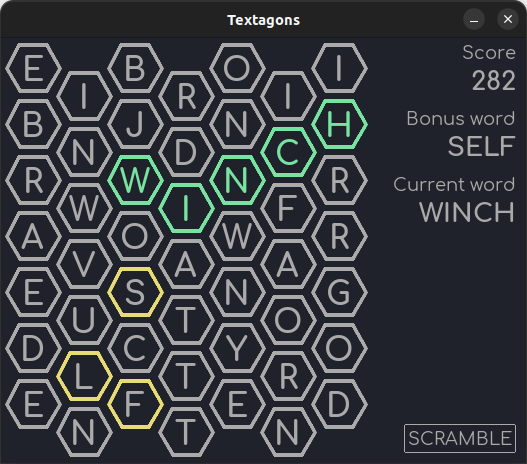 Textagons
E B O I
I R I
B J N H
N D C
R W N R
W I F
A O W R
V A A
E S N G
U T O
D C Y O
L T R
E F E D
N T N
Score
282
Bonus word
SELF
Current word
WINCH
SCRAMBLE